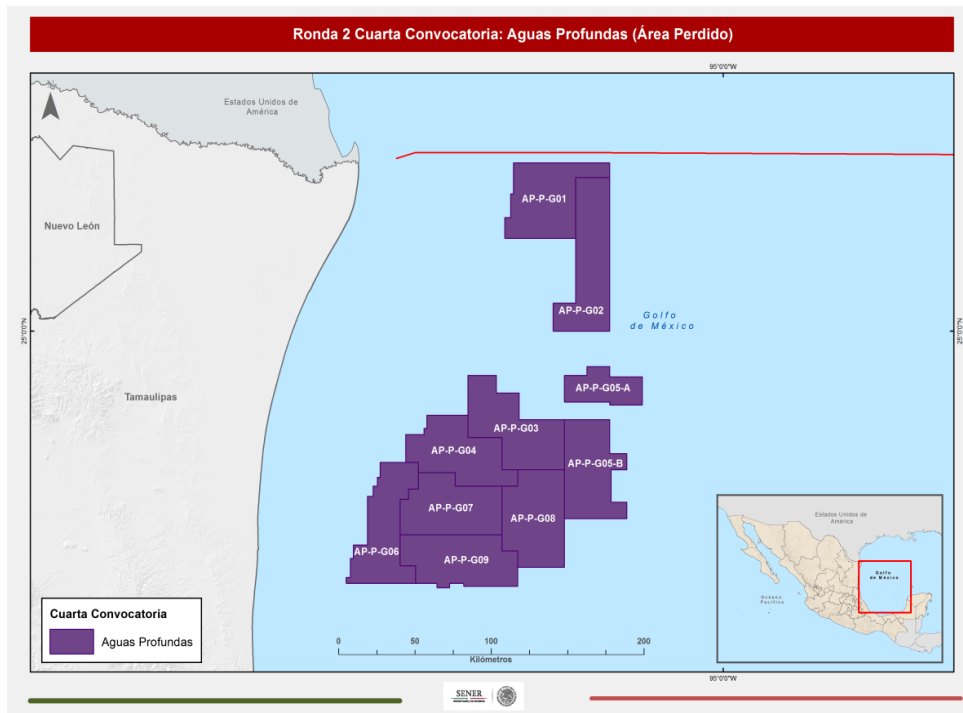 Ronda 2 Cuarta Convocatoria: Aguas Profundas (Área Perdido)
95°0'0"W
Estados Unidos de
América
Nuevo León
Tamaulipas
25°0'0"N
25°0'0"N
AP-P-G01
AP-P-G02
Golfo
de México
AP-P-G05-A
AP-P-G03
AP-P-G04
AP-P-G05-B
AP-P-G07
AP-P-G08
AP-P-G06
AP-P-G09
Cuarta Convocatoria
Aguas Profundas
0 50 100 200
Kilómetros
Estados Unidos de
América
Golfo
de México
Océano
Pacífico
95°0'0"W
SENER